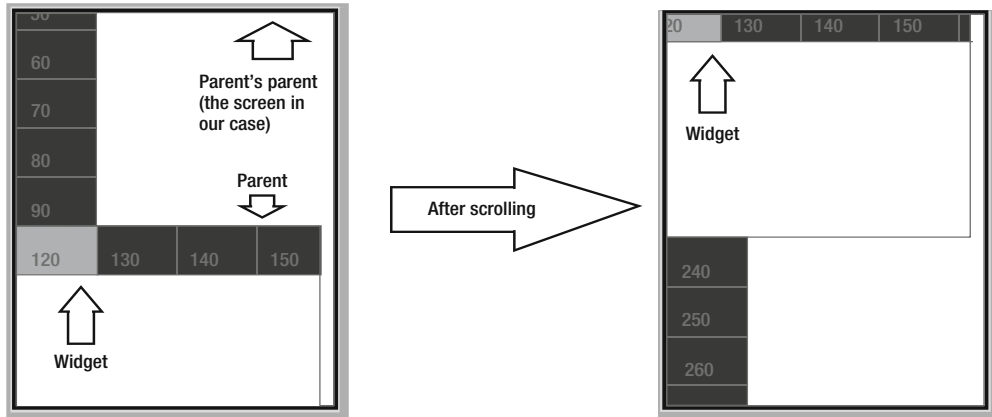 60
70
80
90
120 130 140 150
Parent's parent
(the screen in
our case)
Parent
Widget
After scrolling
130 140 150
Widget
240
250
260